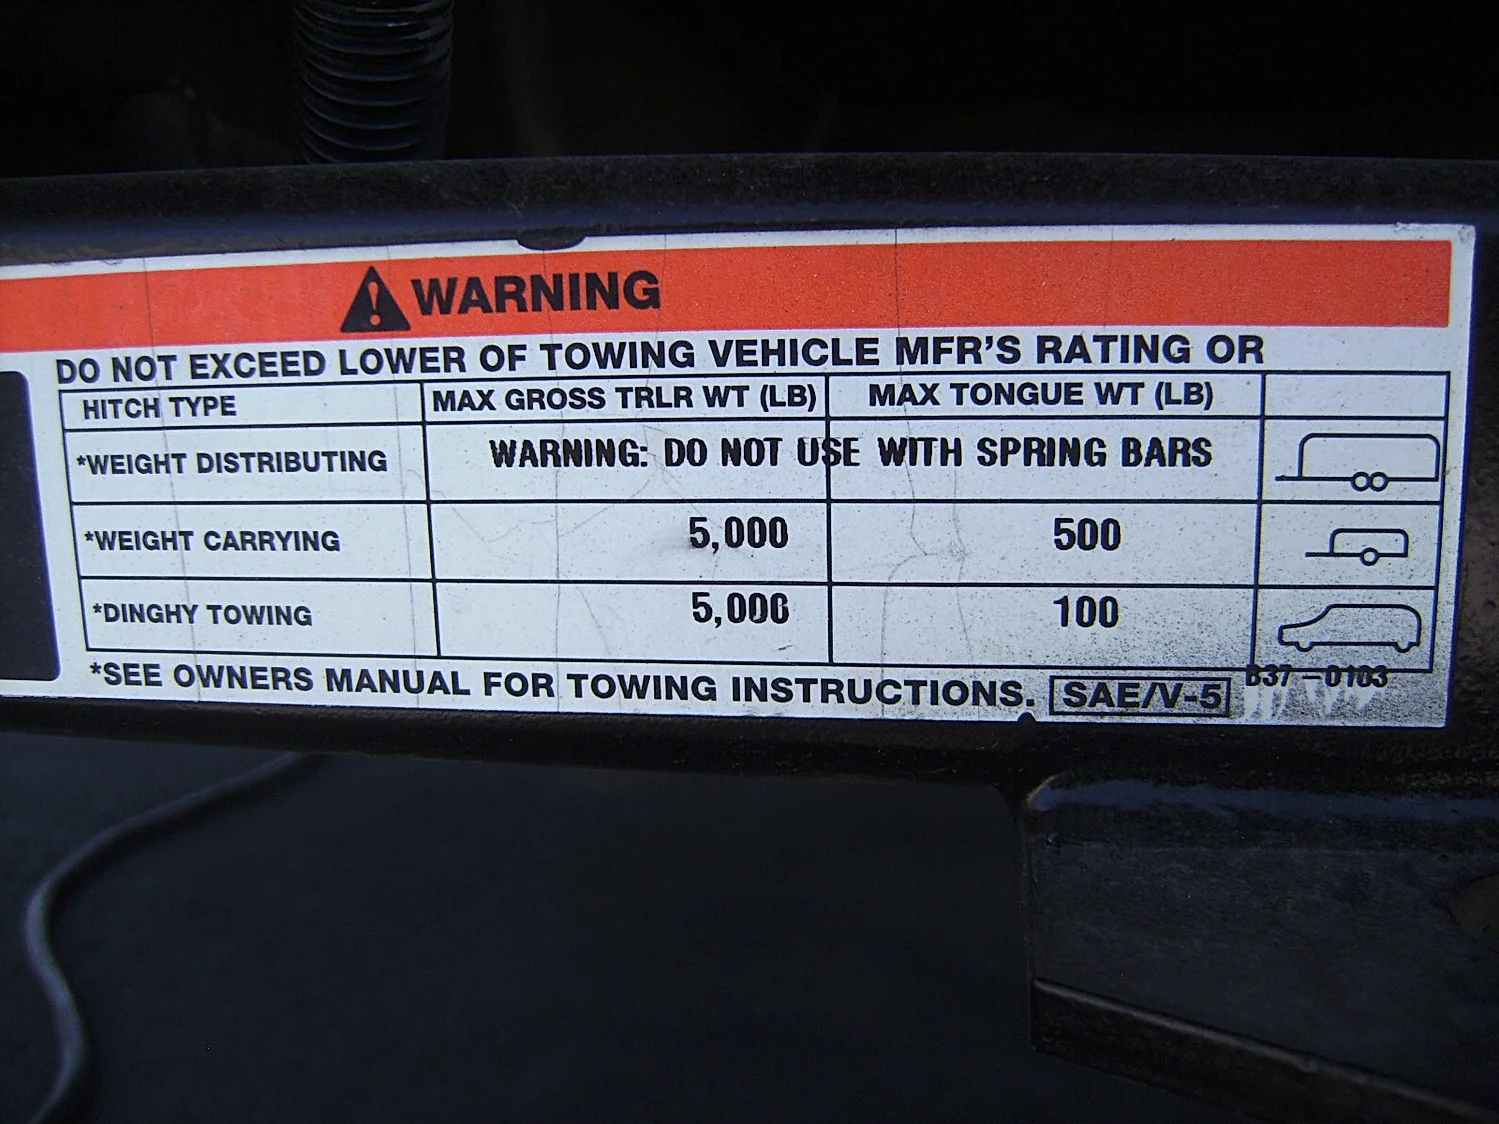 WARNING
DO NOT EXCEED LOWER OF TOWING VEHICLE MFR'S RATING OR
HITCH TYPE MAX GROSS TRLR WT (LB) MAX TONGUE WT (LB)
*WEIGHT DISTRIBUTING WARNING: DO NOT USE WITH SPRING BARS
*WEIGHT CARRYING 5,000 500
*DINGHY TOWING 5,000 100
*SEE OWNERS MANUAL FOR TOWING INSTRUCTIONS. SAE/V-5 B37-0103